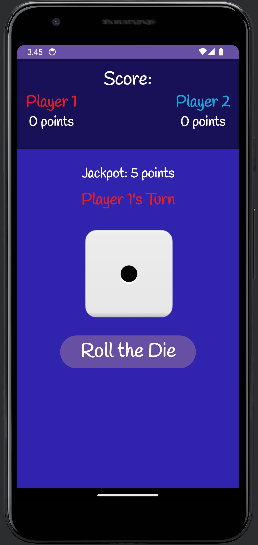 3:45
Score:
Player 1
Player 2
0 points
0 points
Jackpot: 5 points
Player 1's Turn
Roll the Die